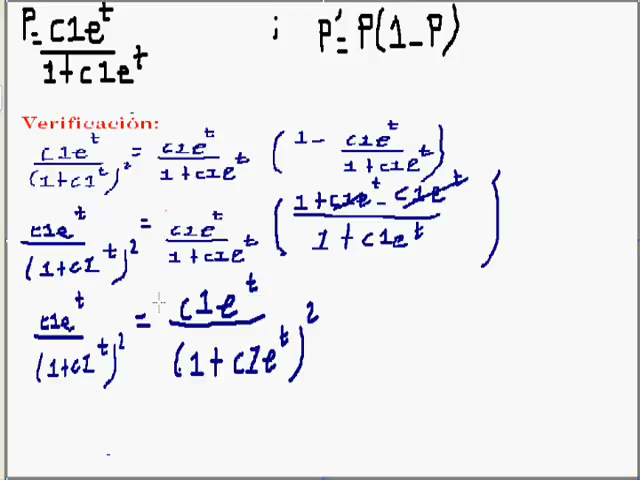 P = c1e^t / 1+c1e^t ; P' = P(1-P)
Verificación:
c1e^t / (1+c1^t)^2 = c1e^t / 1+c1e^t (1 - c1e^t / 1+c1e^t)
c1e^t / (1+c1^t)^2 = c1e^t / 1+c1e^t (1+c1e^t - c1e^t / 1+c1e^t)
c1e^t / (1+c1^t)^2 = c1e^t / (1+c1e^t)^2